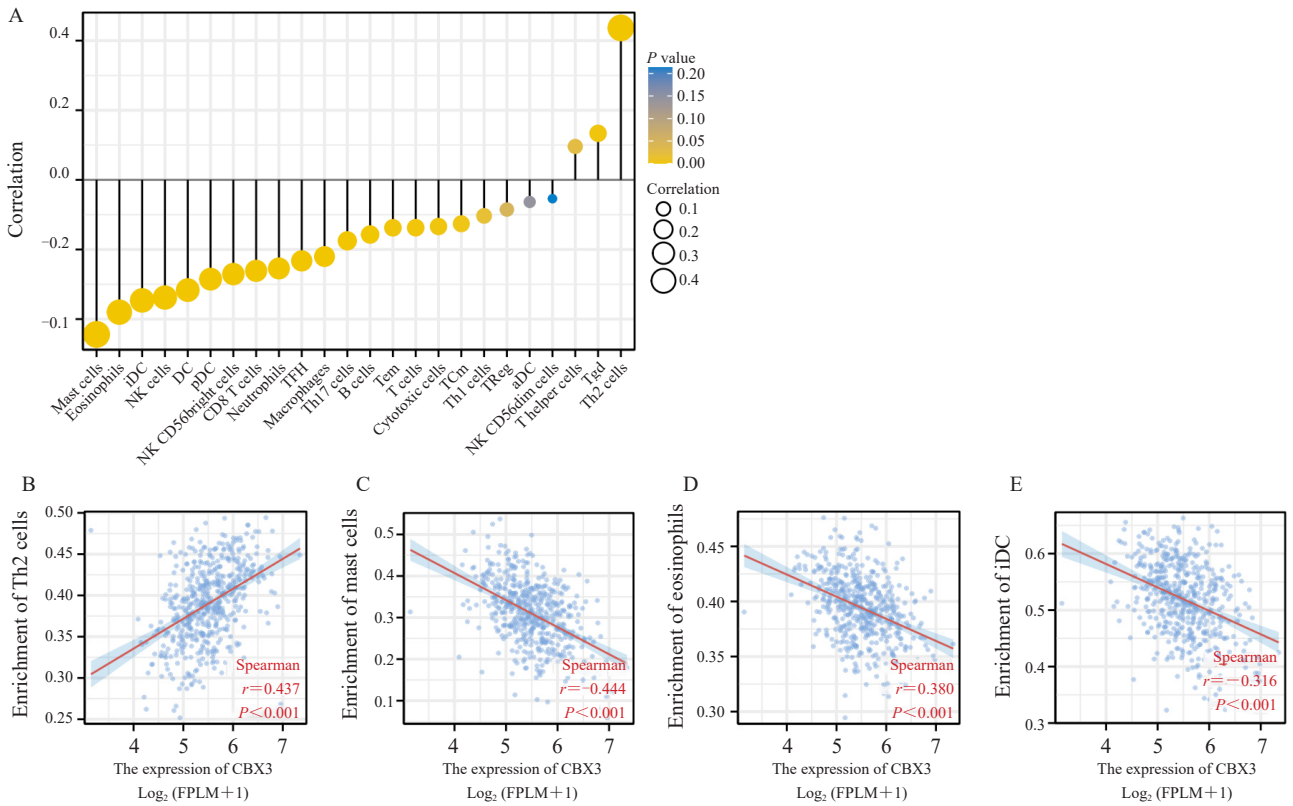 A
Correlation
0.4
0.2
0.0
−0.2
−0.1
Mast cells
Eosinophils
iDC
NK cells
DC
pDC
NK CD56bright cells
CD8 T cells
Neutrophils
TFH
Macrophages
Th17 cells
B cells
Tem
T cells
Cytotoxic cells
TCm
Th1 cells
TReg
aDC
NK CD56dim cells
T helper cells
Tgd
Th2 cells
P value
0.20
0.15
0.10
0.05
0.00
Correlation
0.1
0.2
0.3
0.4
B
Enrichment of Th2 cells
0.50
0.45
0.40
0.35
0.30
0.25
Spearman
r=0.437
P<0.001
4 5 6 7
The expression of CBX3
Log₂ (FPLM+1)
C
Enrichment of mast cells
0.5
0.4
0.3
0.2
0.1
Spearman
r=−0.444
P<0.001
4 5 6 7
The expression of CBX3
Log₂ (FPLM+1)
D
Enrichment of eosinophils
0.45
0.40
0.35
0.30
Spearman
r=0.380
P<0.001
4 5 6 7
The expression of CBX3
Log₂ (FPLM+1)
E
Enrichment of iDC
0.6
0.5
0.4
0.3
Spearman
r=−0.316
P<0.001
4 5 6 7
The expression of CBX3
Log₂ (FPLM+1)